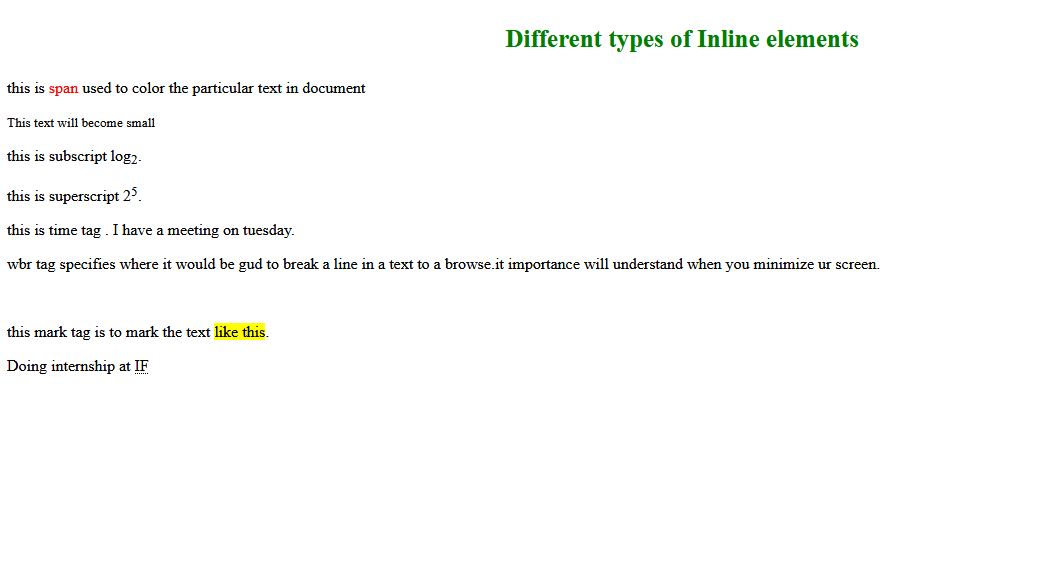 Different types of Inline elements
this is span used to color the particular text in document
This text will become small
this is subscript log₂.
this is superscript 2⁵.
this is time tag . I have a meeting on tuesday.
wbr tag specifies where it would be gud to break a line in a text to a browse.it importance will understand when you minimize ur screen.
this mark tag is to mark the text like this.
Doing internship at IF